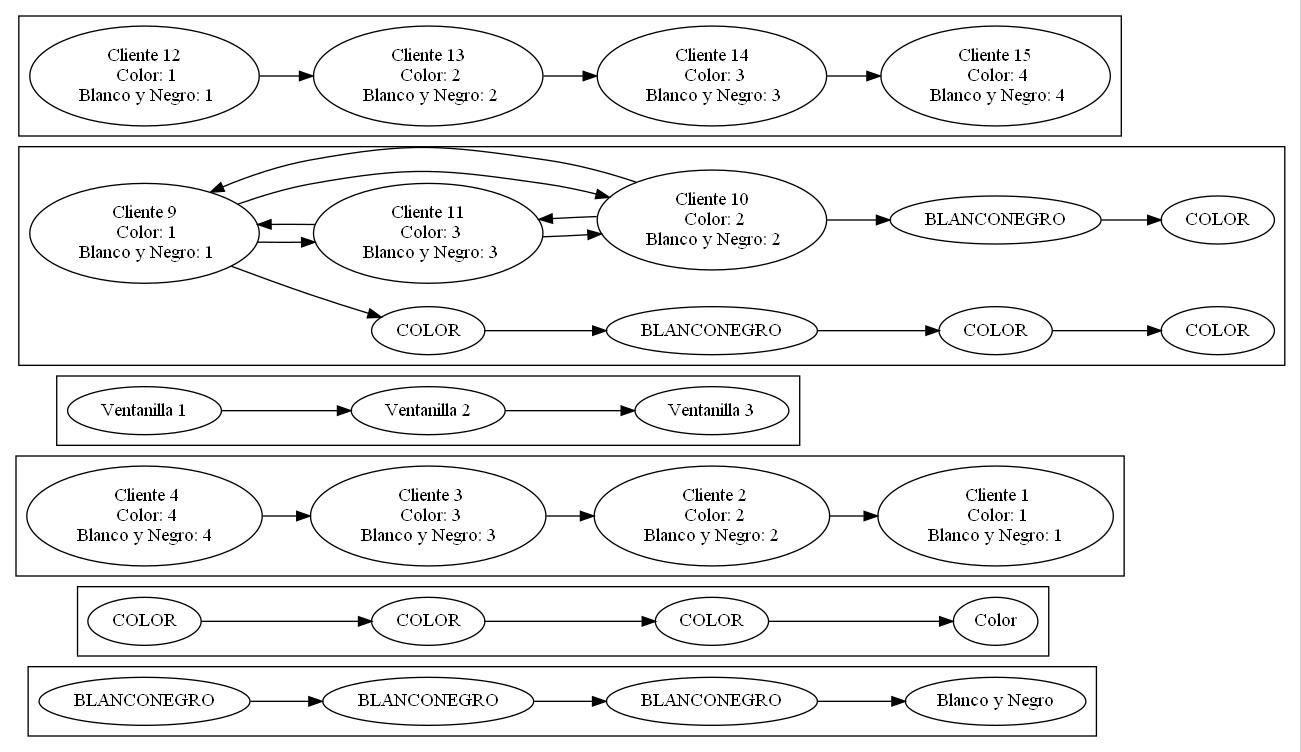 Cliente 12
Color: 1
Blanco y Negro: 1
Cliente 13
Color: 2
Blanco y Negro: 2
Cliente 14
Color: 3
Blanco y Negro: 3
Cliente 15
Color: 4
Blanco y Negro: 4
Cliente 9
Color: 1
Blanco y Negro: 1
Cliente 11
Color: 3
Blanco y Negro: 3
Cliente 10
Color: 2
Blanco y Negro: 2
BLANCONEGRO
COLOR
COLOR
BLANCONEGRO
COLOR
COLOR
Ventanilla 1
Ventanilla 2
Ventanilla 3
Cliente 4
Color: 4
Blanco y Negro: 4
Cliente 3
Color: 3
Blanco y Negro: 3
Cliente 2
Color: 2
Blanco y Negro: 2
Cliente 1
Color: 1
Blanco y Negro: 1
COLOR
COLOR
COLOR
Color
BLANCONEGRO
BLANCONEGRO
BLANCONEGRO
Blanco y Negro